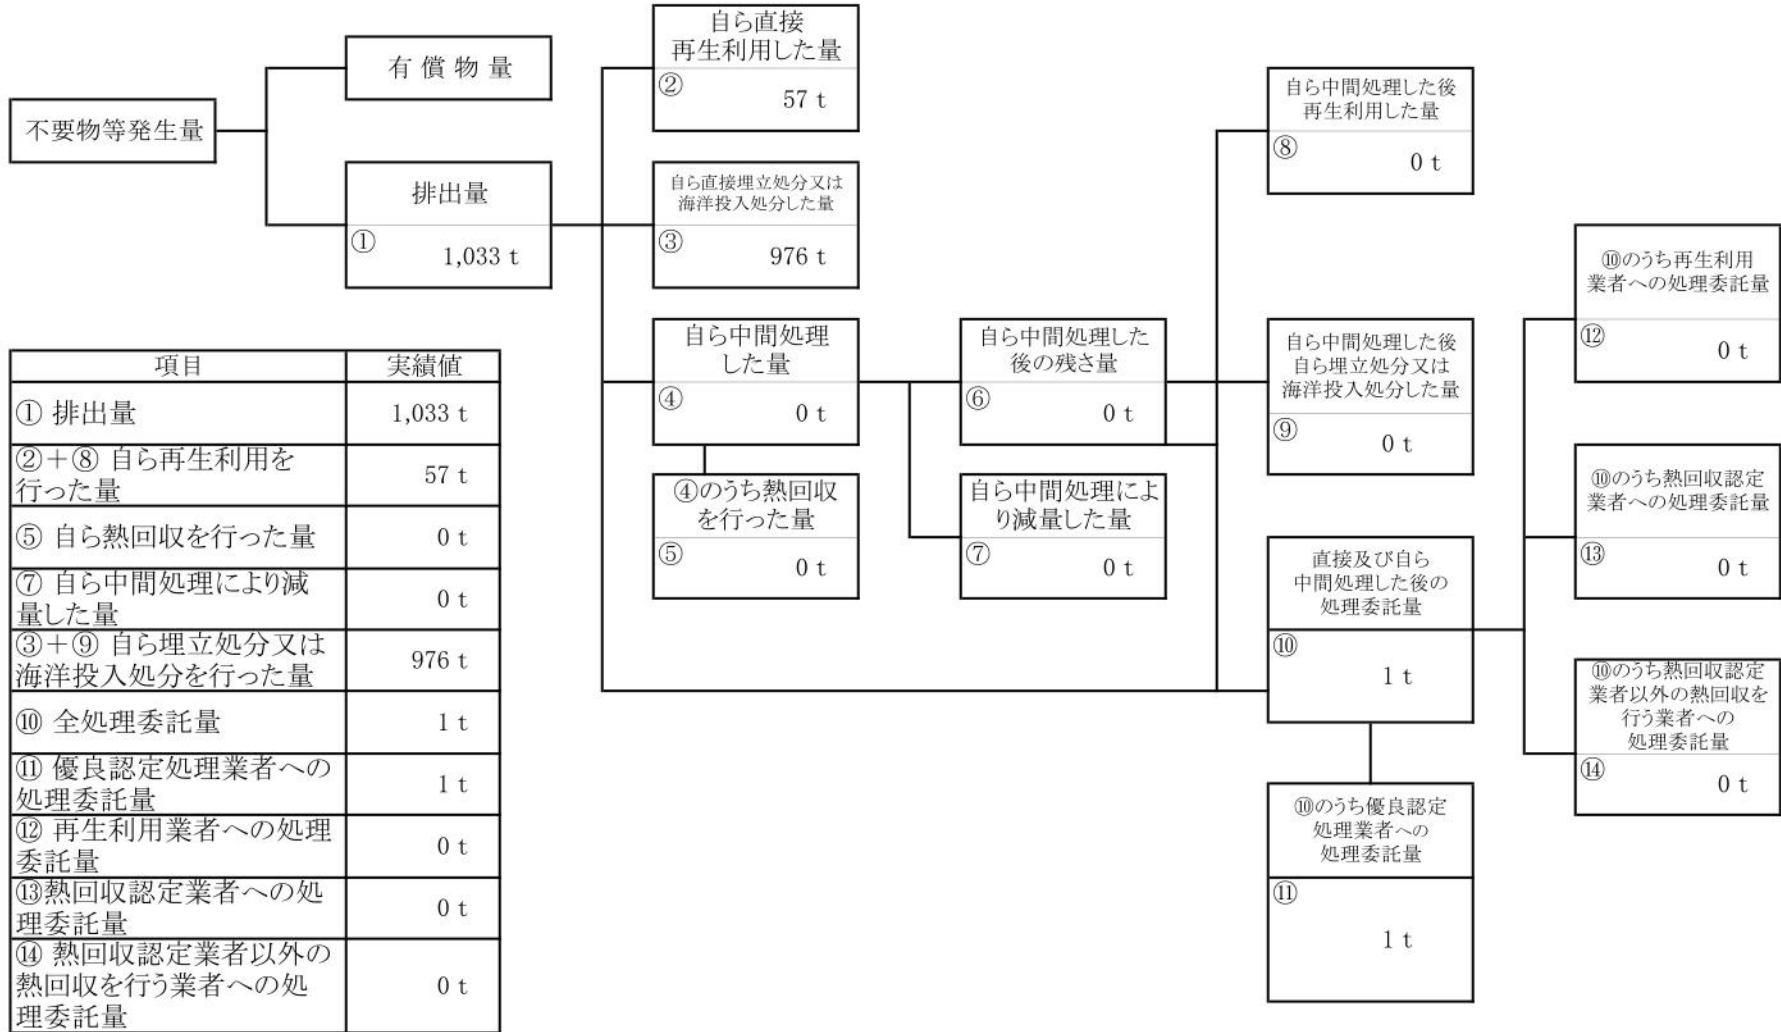 不要物等発生量
有償物量
排出量
①
1,033 t
自ら直接
再生利用した量
②
57 t
自ら直接埋立処分又は
海洋投入処分した量
③
976 t
自ら中間処理
した量
④
0 t
④のうち熱回収
を行った量
⑤
0 t
自ら中間処理した
後の残さ量
⑥
0 t
自ら中間処理によ
り減量した量
⑦
0 t
自ら中間処理した後
再生利用した量
⑧
0 t
自ら中間処理した後
自ら埋立処分又は
海洋投入処分した量
⑨
0 t
直接及び自ら
中間処理した後の
処理委託量
⑩
1 t
⑩のうち優良認定
処理業者への
処理委託量
⑪
1 t
⑩のうち再生利用
業者への処理委託量
⑫
0 t
⑩のうち熱回収認定
業者への処理委託量
⑬
0 t
⑩のうち熱回収認定
業者以外の熱回収を
行う業者への
処理委託量
⑭
0 t
項目 実績値
① 排出量 1,033 t
②＋⑧ 自ら再生利用を
行った量 57 t
⑤ 自ら熱回収を行った量 0 t
⑦ 自ら中間処理により減
量した量 0 t
③＋⑨ 自ら埋立処分又は
海洋投入処分を行った量 976 t
⑩ 全処理委託量 1 t
⑪ 優良認定処理業者への
処理委託量 1 t
⑫ 再生利用業者への処理
委託量 0 t
⑬熱回収認定業者への処
理委託量 0 t
⑭ 熱回収認定業者以外の
熱回収を行う業者への処
理委託量 0 t